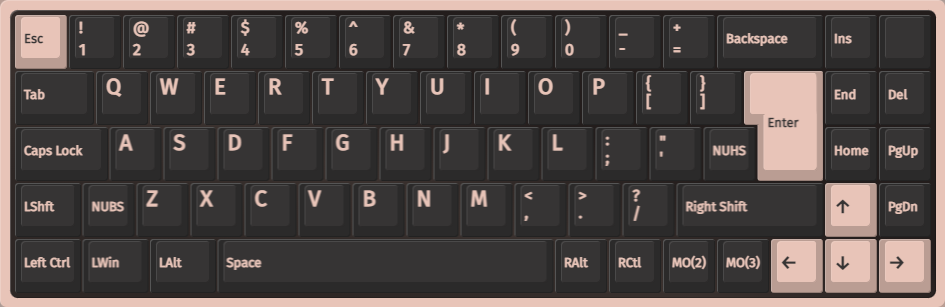 Esc ! 1 @ 2 # 3 $ 4 % 5 ^ 6 & 7 * 8 ( 9 ) 0 _ - + = Backspace Ins
Tab Q W E R T Y U I O P { [ } ] Enter End Del
Caps Lock A S D F G H J K L : ; " ' NUHS Home PgUp
LShft NUBS Z X C V B N M < , > . ? / Right Shift ↑ PgDn
Left Ctrl LWin LAlt Space RAlt RCtl MO(2) MO(3) ← ↓ →